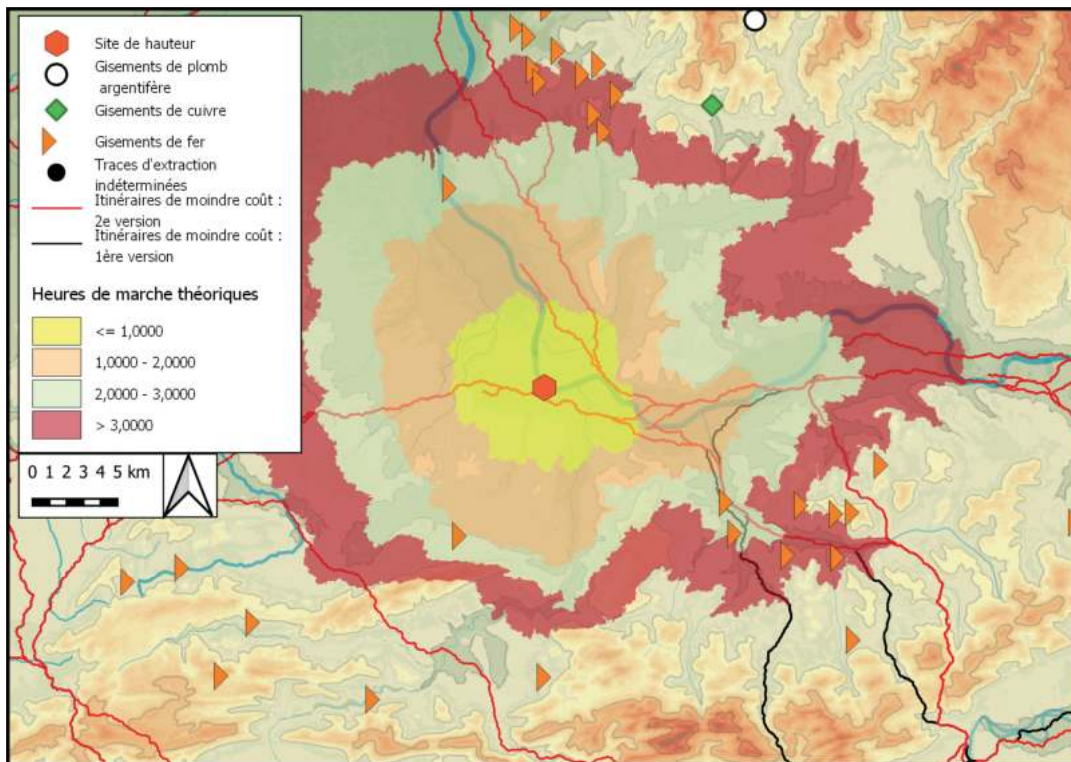 Site de hauteur
Gisements de plomb
argentifère
Gisements de cuivre
Gisements de fer
Traces d'extraction
indéterminées
Itinéraires de moindre coût :
2e version
Itinéraires de moindre coût :
1ère version
Heures de marche théoriques
<= 1,0000
1,0000 - 2,0000
2,0000 - 3,0000
> 3,0000
0 1 2 3 4 5 km